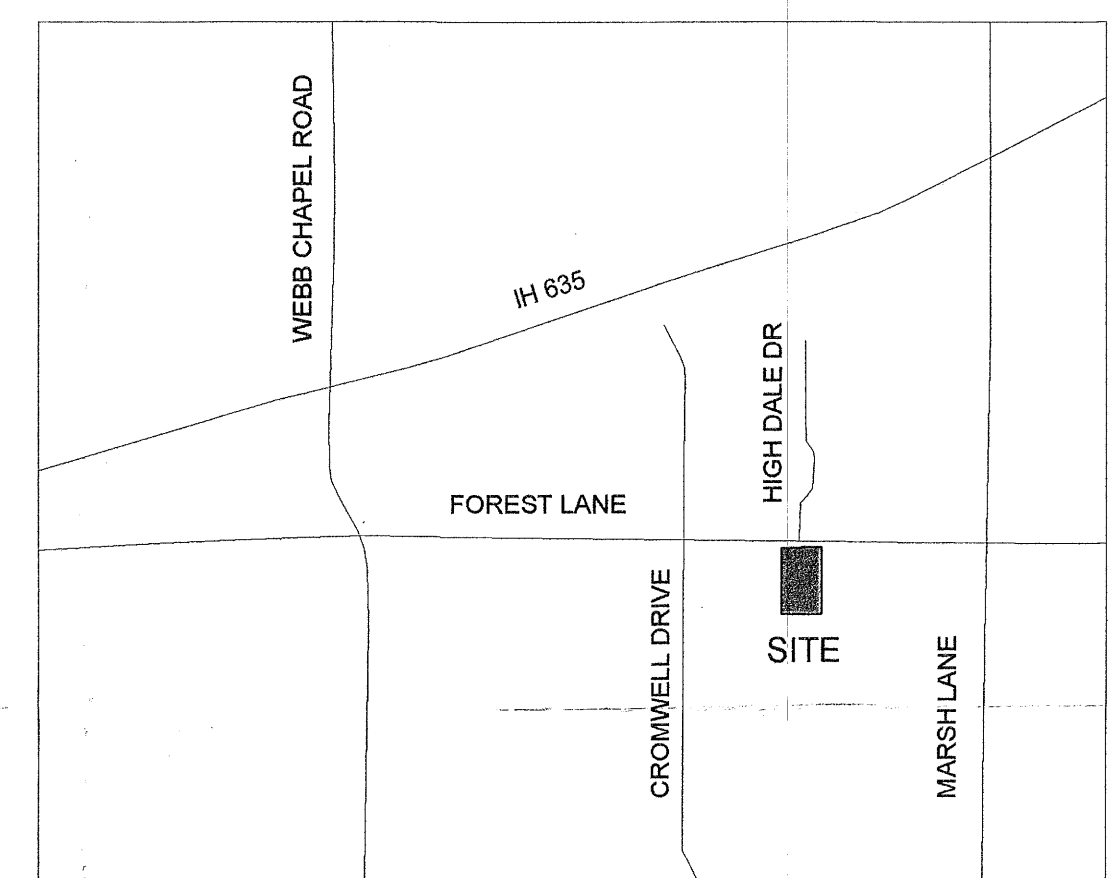 WEBB CHAPEL ROAD
IH 635
HIGH DALE DR
FOREST LANE
CROMWELL DRIVE
SITE
MARSH LANE